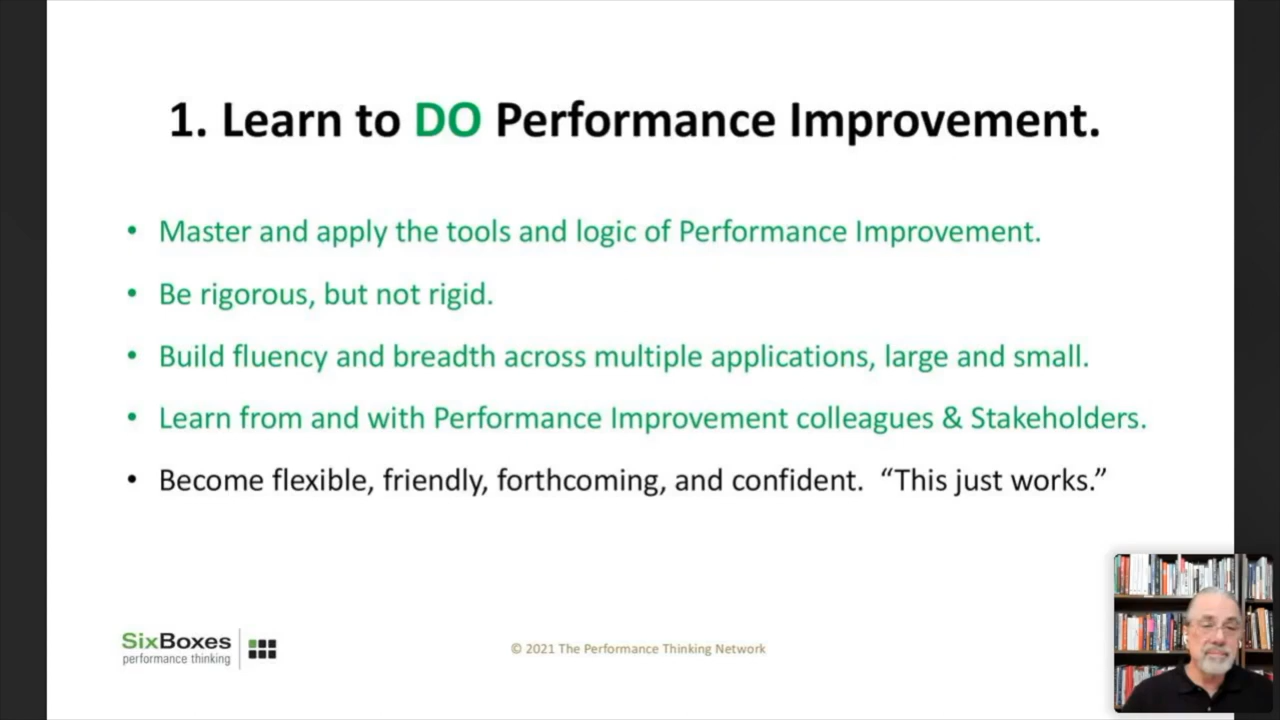 1. Learn to DO Performance Improvement.
• Master and apply the tools and logic of Performance Improvement.
• Be rigorous, but not rigid.
• Build fluency and breadth across multiple applications, large and small.
• Learn from and with Performance Improvement colleagues & Stakeholders.
• Become flexible, friendly, forthcoming, and confident.  “This just works.”
SixBoxes
performance thinking
© 2021 The Performance Thinking Network